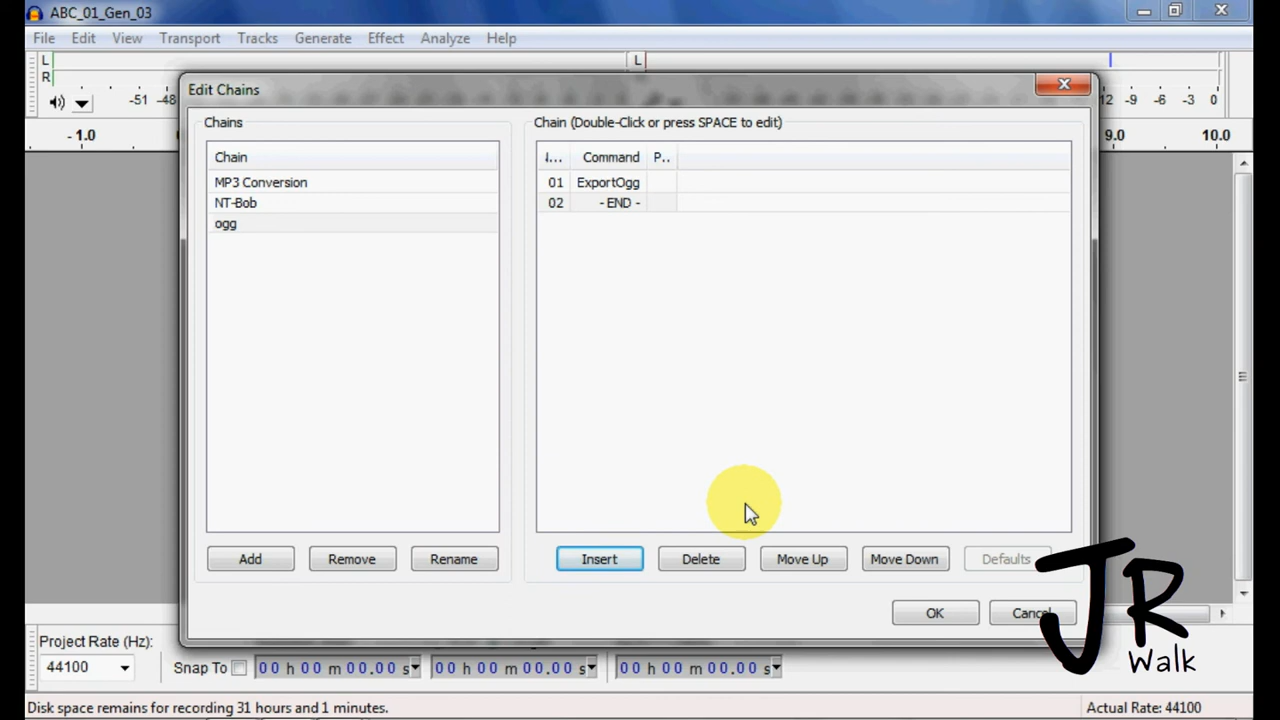 ABC_01_Gen_03
File Edit View Transport Tracks Generate Effect Analyze Help
L
R
L
-51 -48
12 -9 -6 -3 0
- 1.0
9.0 10.0
Edit Chains
Chains
Chain
MP3 Conversion
NT-Bob
ogg
Add Remove Rename
Chain (Double-Click or press SPACE to edit)
I... Command P..
01 ExportOgg
02 - END -
Insert Delete Move Up Move Down Defaults
OK Cancel
Project Rate (Hz):
44100
Snap To 00 h 00 m 00.00 s 00 h 00 m 00.00 s 00 h 00 m 00.00 s
Disk space remains for recording 31 hours and 1 minutes.
Actual Rate: 44100
JR
Walk